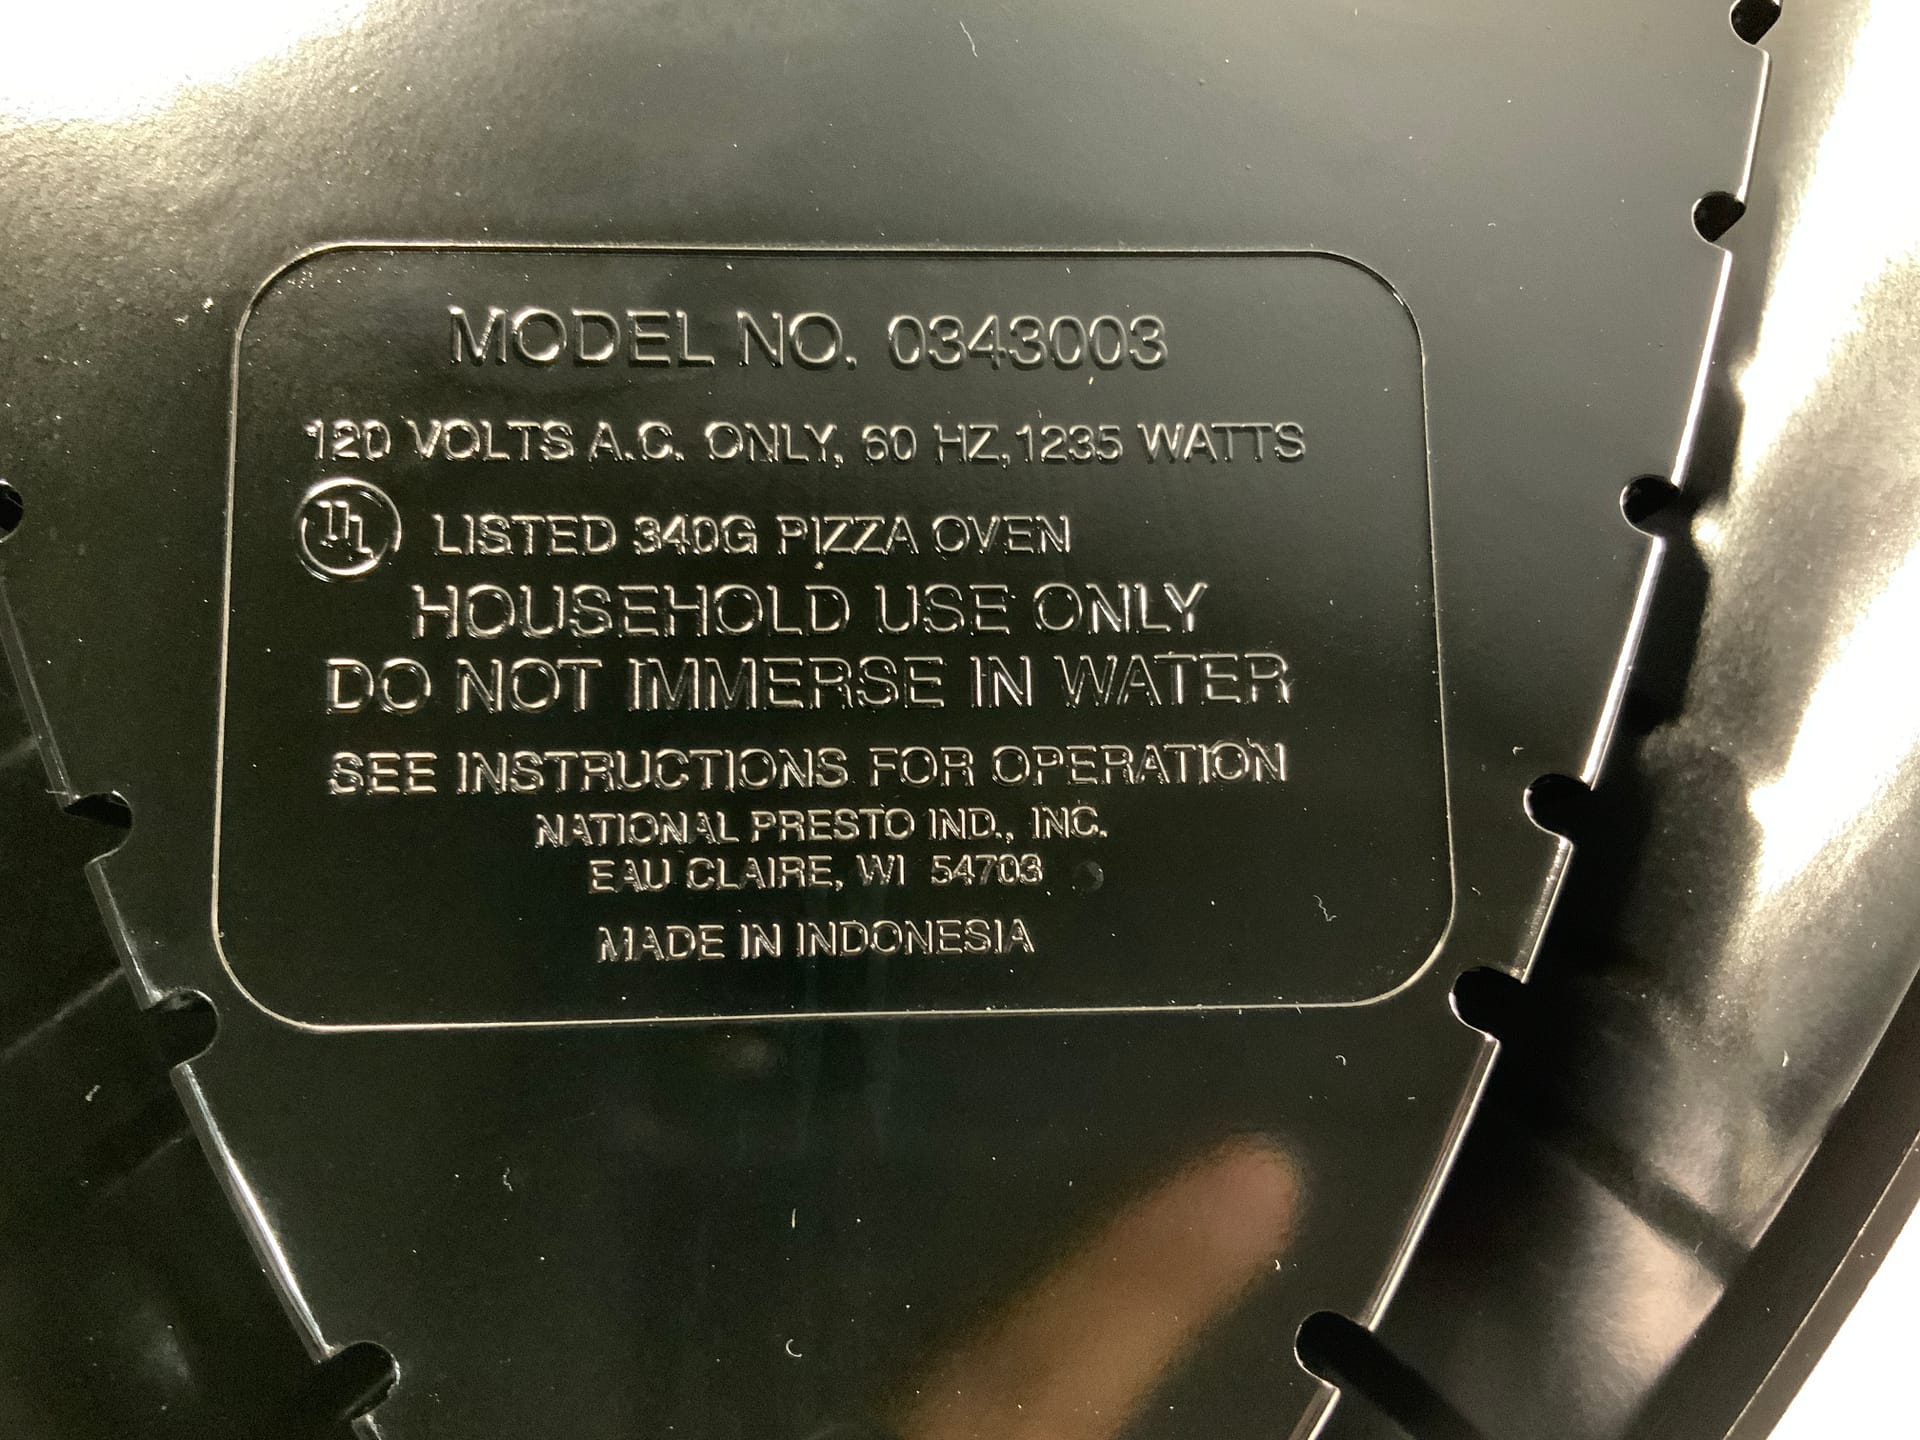 MODEL NO. 0343003
120 VOLTS A.C. ONLY, 60 HZ, 1235 WATTS
UL LISTED 340G PIZZA OVEN
HOUSEHOLD USE ONLY
DO NOT IMMERSE IN WATER
SEE INSTRUCTIONS FOR OPERATION
NATIONAL PRESTO IND., INC.
EAU CLAIRE, WI 54703
MADE IN INDONESIA